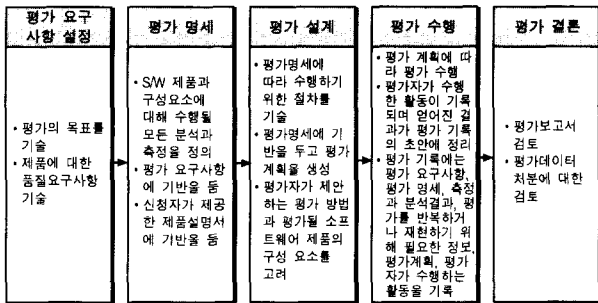 평가 요구
사항 설정
• 평가의 목표를
기술
• 제품에 대한
품질요구사항
기술
평가 명세
• S/W 제품과
구성요소에
대해 수행될
모든 분석과
측정을 정의
• 평가 요구사항
에 기반을 둠
• 신청자가 제공
한 제품설명서
에 기반을 둠
평가 설계
• 평가명세에
따라 수행하기
위한 절차를
기술
• 평가명세에 기
반을 두고 평가
계획을 생성
• 평가자가 제안
하는 평가 방법
과 평가될 소프
트웨어 제품의
구성 요소를
고려
평가 수행
• 평가 계획에 따
라 평가 수행
• 평가자가 수행
한 활동이 기록
되며 얻어진 결
과가 평가 기록
의 초안에 정리
• 평가 기록에는
평가 요구사항,
평가 명세, 측정
과 분석결과, 평
가를 반복하거
나 재현하기 위
해 필요한 정보,
평가계획, 평가
자가 수행하는
활동을 기록
평가 결론
• 평가보고서
검토
• 평가데이터
처분에 대한
검토